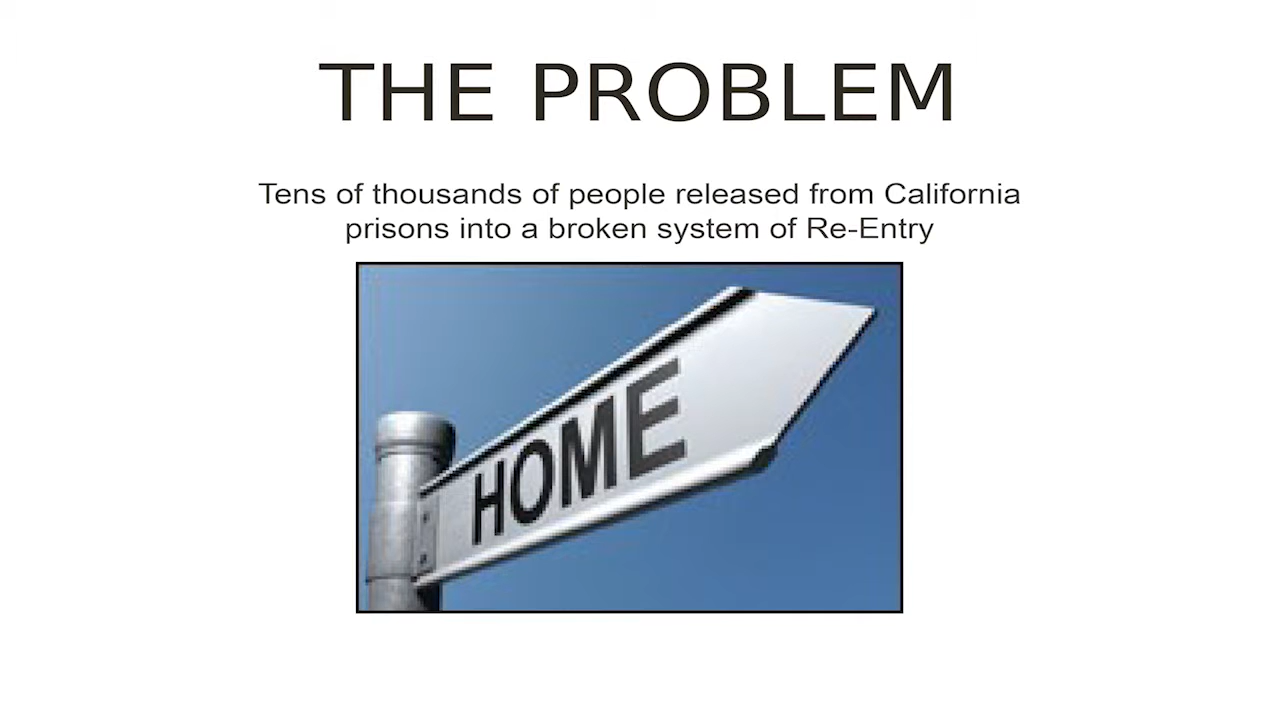 THE PROBLEM
Tens of thousands of people released from California
prisons into a broken system of Re-Entry
HOME